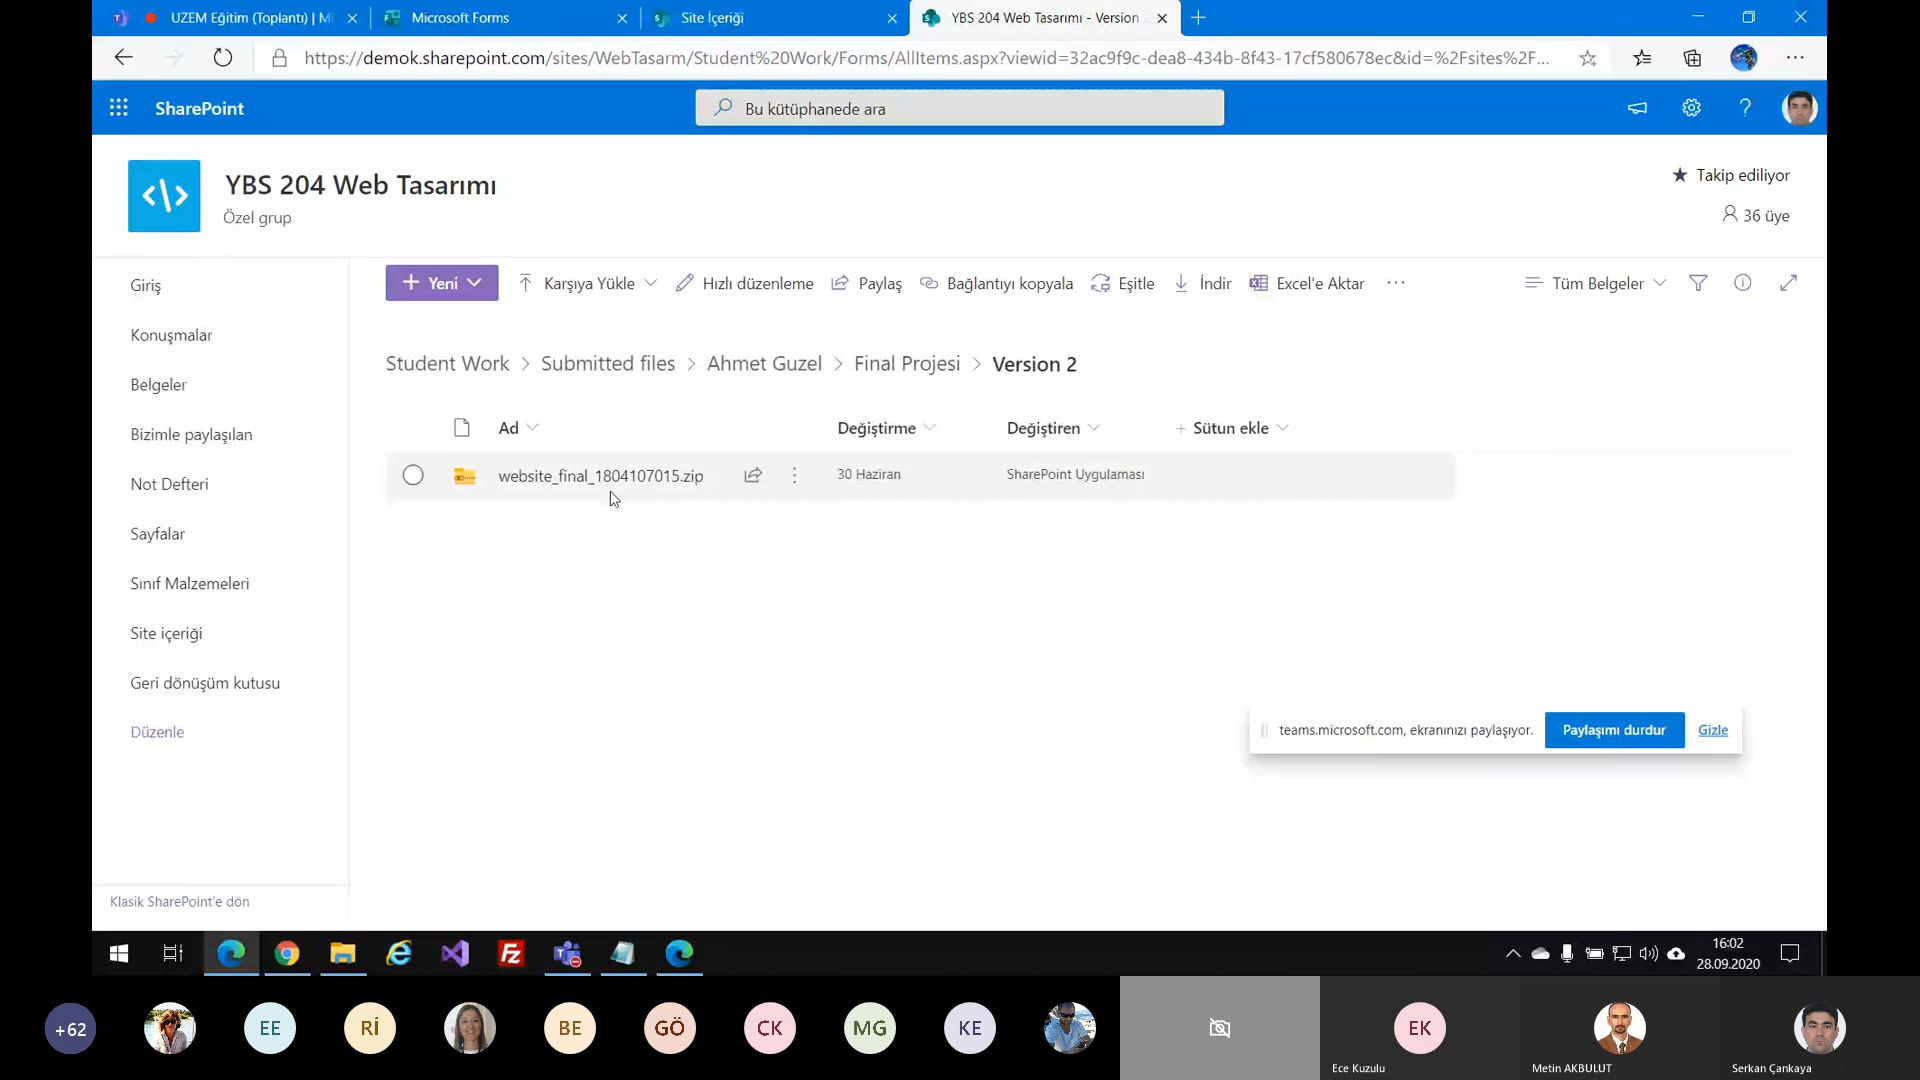 UZEM Eğitim (Toplantı) | Mi
Microsoft Forms
Site İçeriği
YBS 204 Web Tasarımı - Version
https://demok.sharepoint.com/sites/WebTasarm/Student%20Work/Forms/AllItems.aspx?viewid=32ac9f9c-dea8-434b-8f43-17cf580678ec&id=%2Fsites%2F...
SharePoint
Bu kütüphanede ara
YBS 204 Web Tasarımı
Özel grup
Takip ediliyor
36 üye
Giriş
Konuşmalar
Belgeler
Bizimle paylaşılan
Not Defteri
Sayfalar
Sınıf Malzemeleri
Site içeriği
Geri dönüşüm kutusu
Düzenle
Klasik SharePoint'e dön
+ Yeni
Karşıya Yükle
Hızlı düzenleme
Paylaş
Bağlantıyı kopyala
Eşitle
İndir
Excel'e Aktar
Tüm Belgeler
Student Work > Submitted files > Ahmet Guzel > Final Projesi > Version 2
Ad
Değiştirme
Değiştiren
+ Sütun ekle
website_final_1804107015.zip
30 Haziran
SharePoint Uygulaması
teams.microsoft.com, ekranınızı paylaşıyor.
Paylaşımı durdur
Gizle
16:02
28.09.2020
+62
EE
Rİ
BE
GÖ
CK
MG
KE
EK
Ece Kuzulu
Metin AKBULUT
Serkan Çankaya